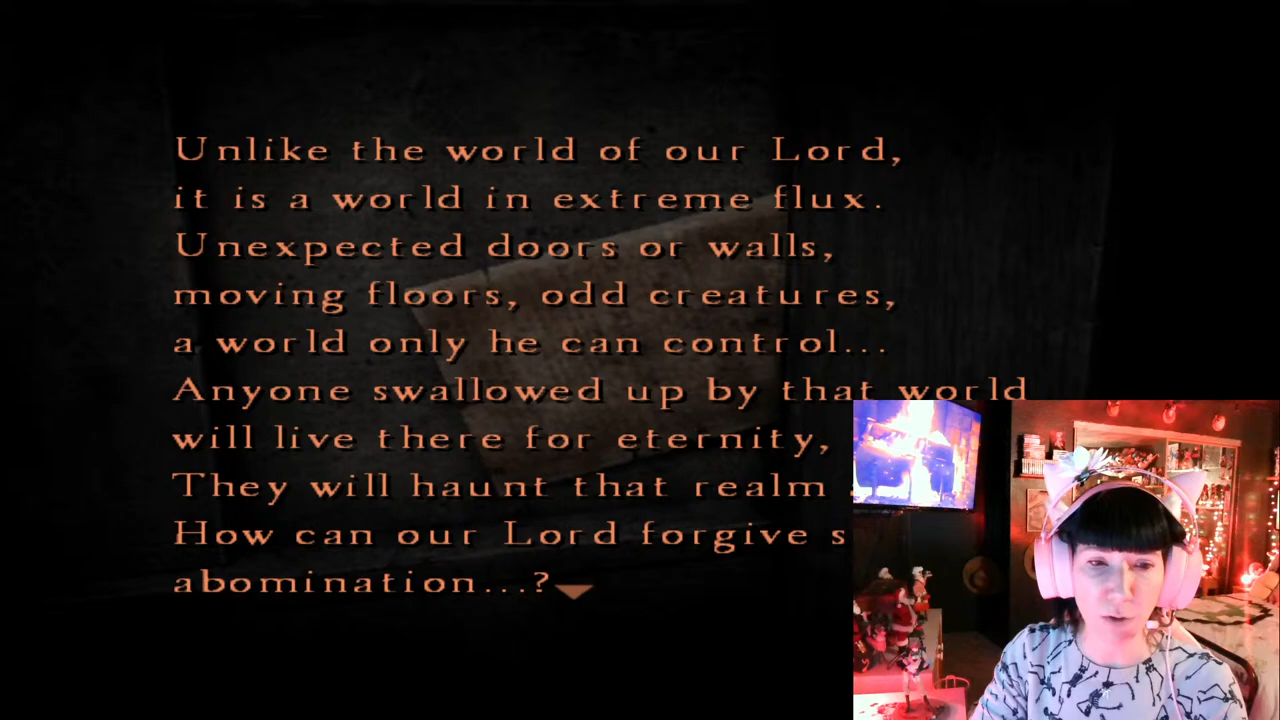 Unlike the world of our Lord,
it is a world in extreme flux.
Unexpected doors or walls,
moving floors, odd creatures,
a world only he can control...
Anyone swallowed up by that world
will live there for eternity,
They will haunt that realm
How can our Lord forgive
abomination...?